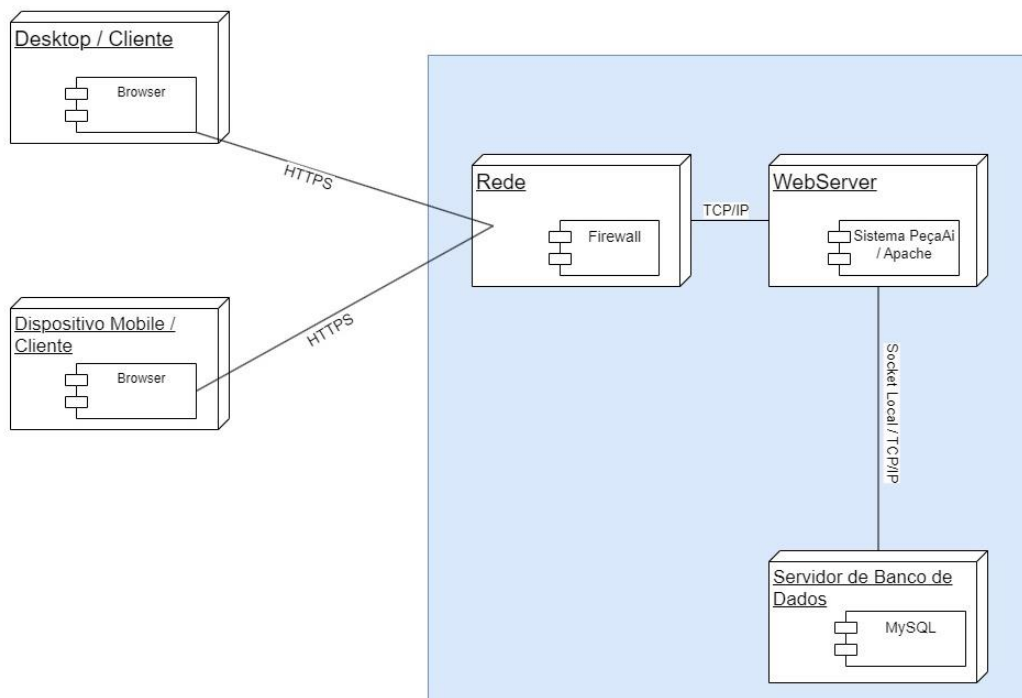 Desktop / Cliente
Browser
HTTPS
Rede
Firewall
TCP/IP
WebServer
Sistema PeçaAi
/ Apache
Dispositivo Mobile /
Cliente
Browser
HTTPS
Socket Local / TCP/IP
Servidor de Banco de
Dados
MySQL